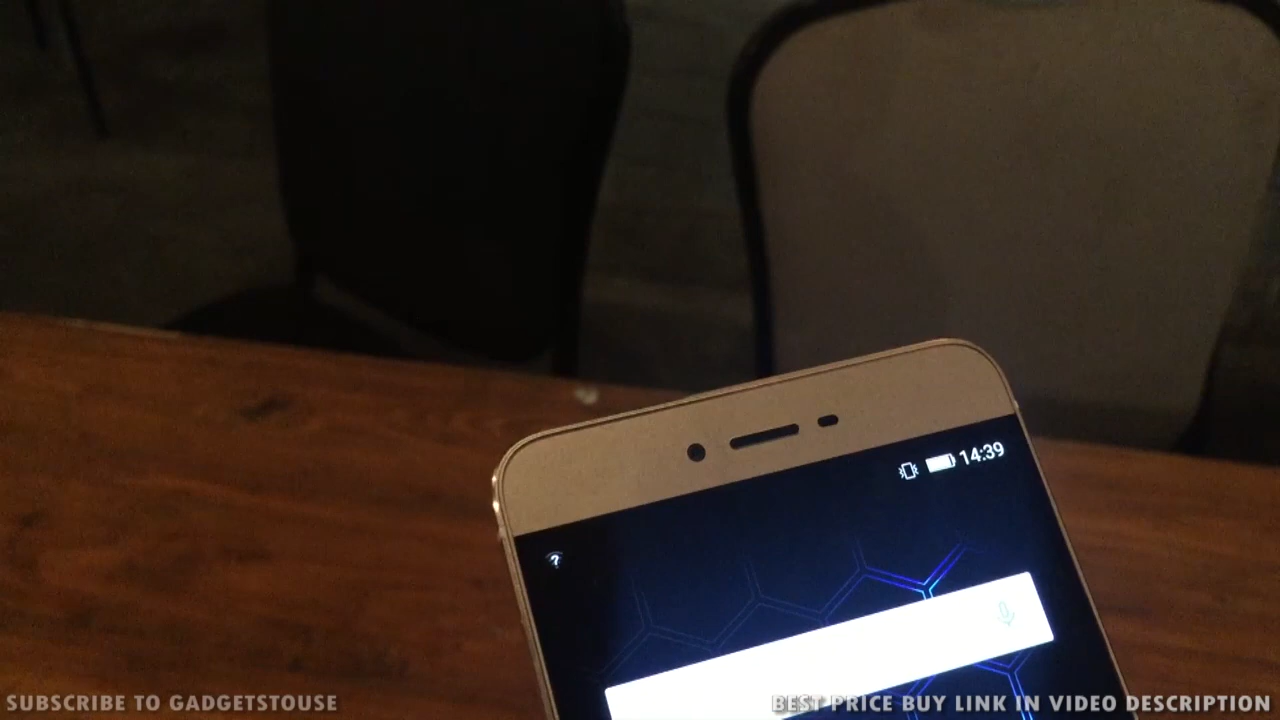 14:39
?
SUBSCRIBE TO GADGETSTOUSE
BEST PRICE BUY LINK IN VIDEO DESCRIPTION